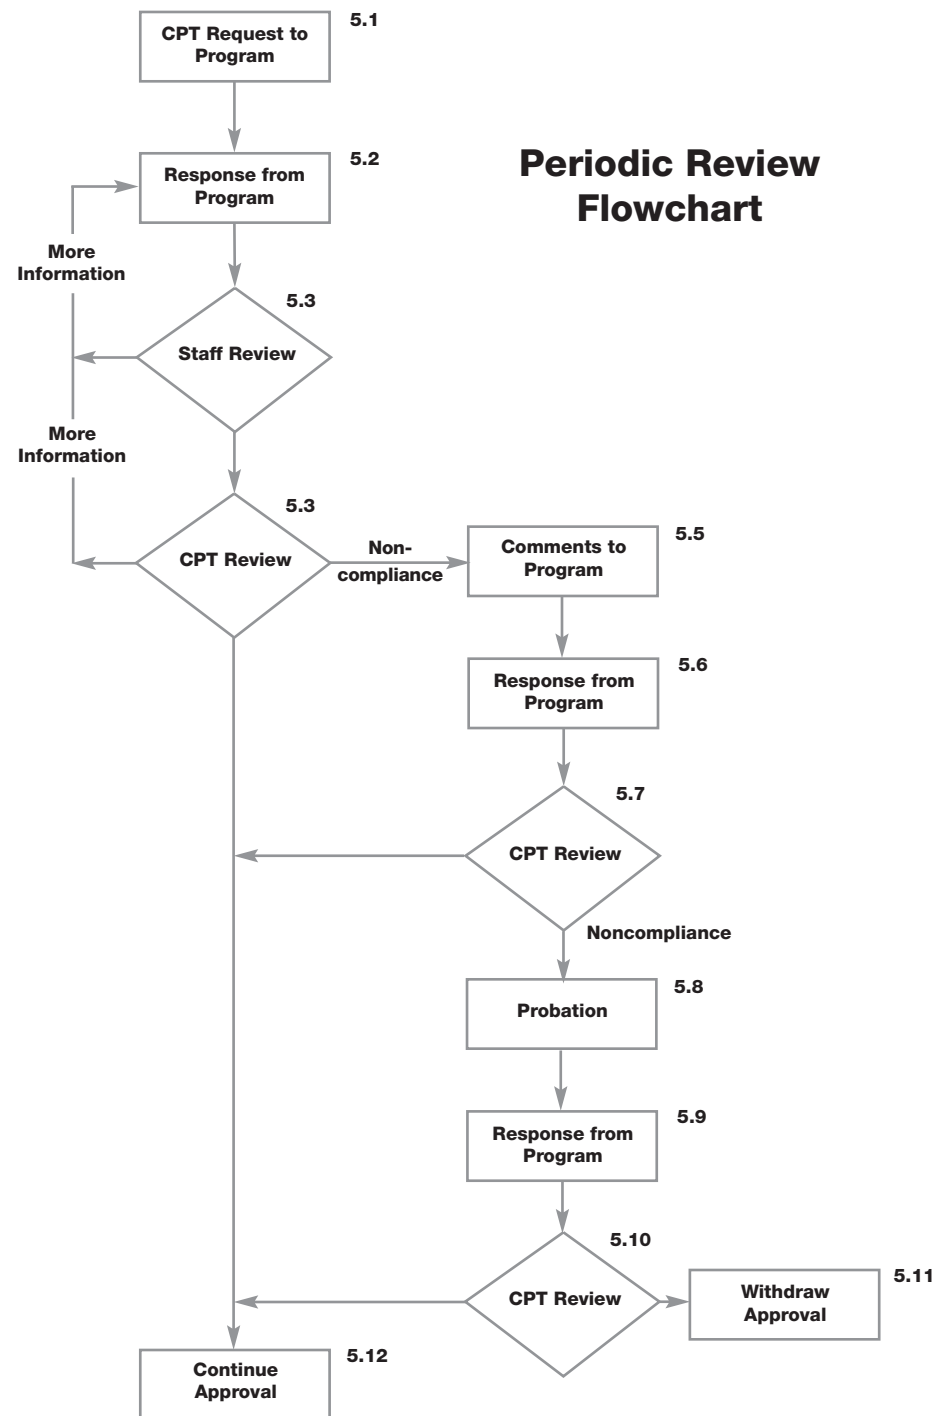 5.1
CPT Request to
Program
5.2
Response from
Program
Periodic Review
Flowchart
More
Information
5.3
Staff Review
More
Information
5.3
CPT Review
Non-
compliance
5.5
Comments to
Program
5.6
Response from
Program
5.7
CPT Review
Noncompliance
5.8
Probation
5.9
Response from
Program
5.10
CPT Review
5.11
Withdraw
Approval
5.12
Continue
Approval